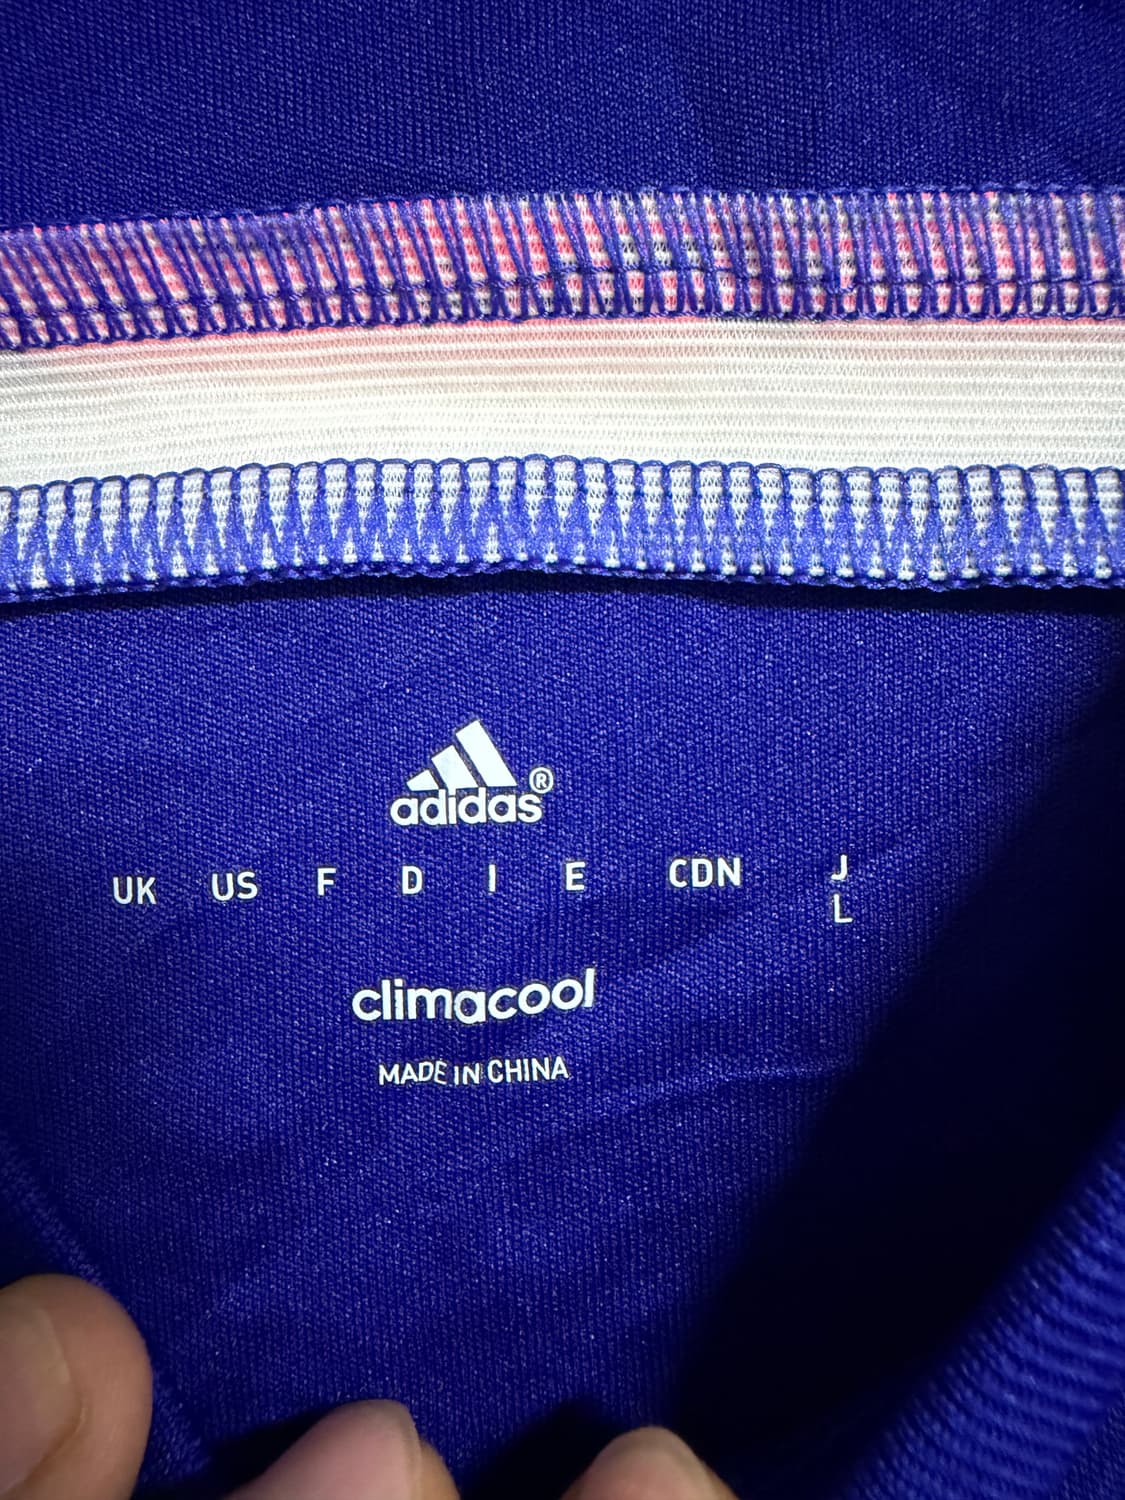 adidas®
UK US F D I E CDN J
L
climacool
MADE IN CHINA